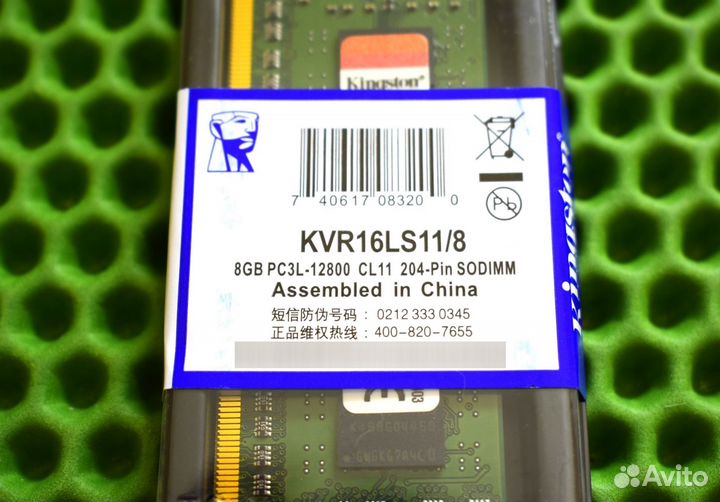 Kingston
7 40617 08320 0
Pb
KVR16LS11/8
8GB PC3L-12800 CL11 204-Pin SODIMM
Assembled in China
短信防伪号码: 0212 333 0345
正品维权热线: 400-820-7655
Kingston
Avito